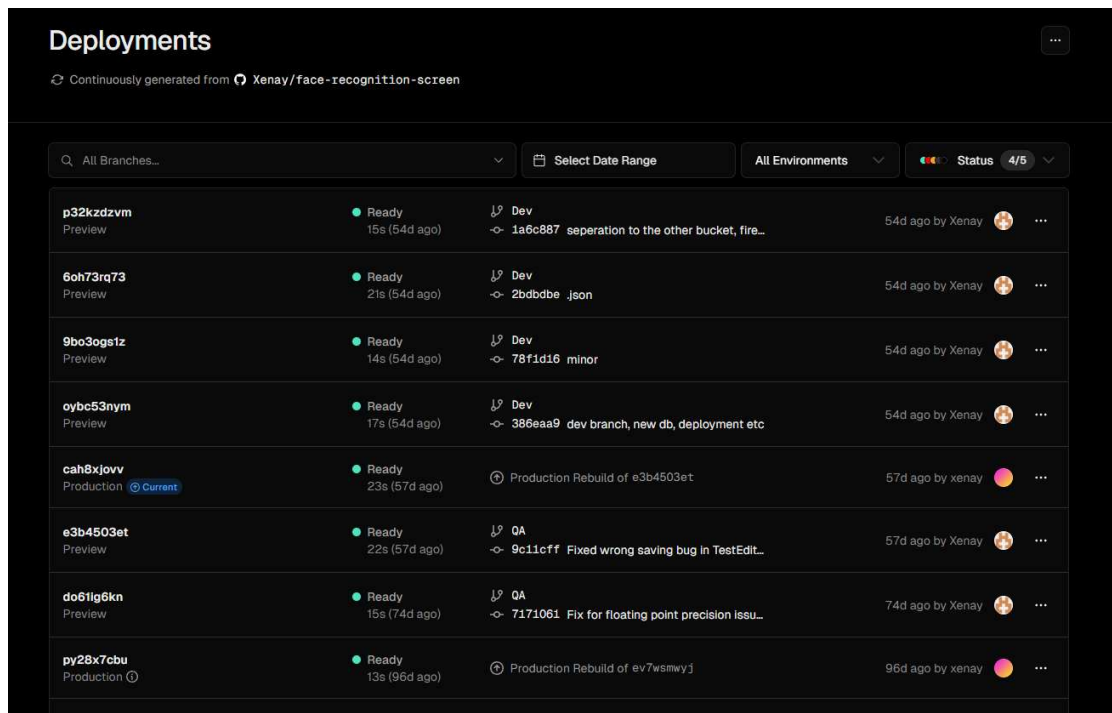 Deployments
Continuously generated from Xenay/face-recognition-screen
All Branches... Select Date Range All Environments Status 4/5
p32kzdzvm Ready Dev
Preview 15s (54d ago) 1a6c887 seperation to the other bucket, fire... 54d ago by Xenay
6oh73rq73 Ready Dev
Preview 21s (54d ago) 2bdbdbe .json 54d ago by Xenay
9bo3ogs1z Ready Dev
Preview 14s (54d ago) 78f1d16 minor 54d ago by Xenay
oybc53nym Ready Dev
Preview 17s (54d ago) 386eaa9 dev branch, new db, deployment etc 54d ago by Xenay
cah8xjovv Ready Production Rebuild of e3b4503et 57d ago by xenay
Production Current 23s (57d ago)
e3b4503et Ready QA
Preview 22s (57d ago) 9c11cff Fixed wrong saving bug in TestEdit... 57d ago by Xenay
do61ig6kn Ready QA
Preview 15s (74d ago) 7171061 Fix for floating point precision issu... 74d ago by Xenay
py28x7cbu Ready Production Rebuild of ev7wsmwyj 96d ago by xenay
Production 13s (96d ago)